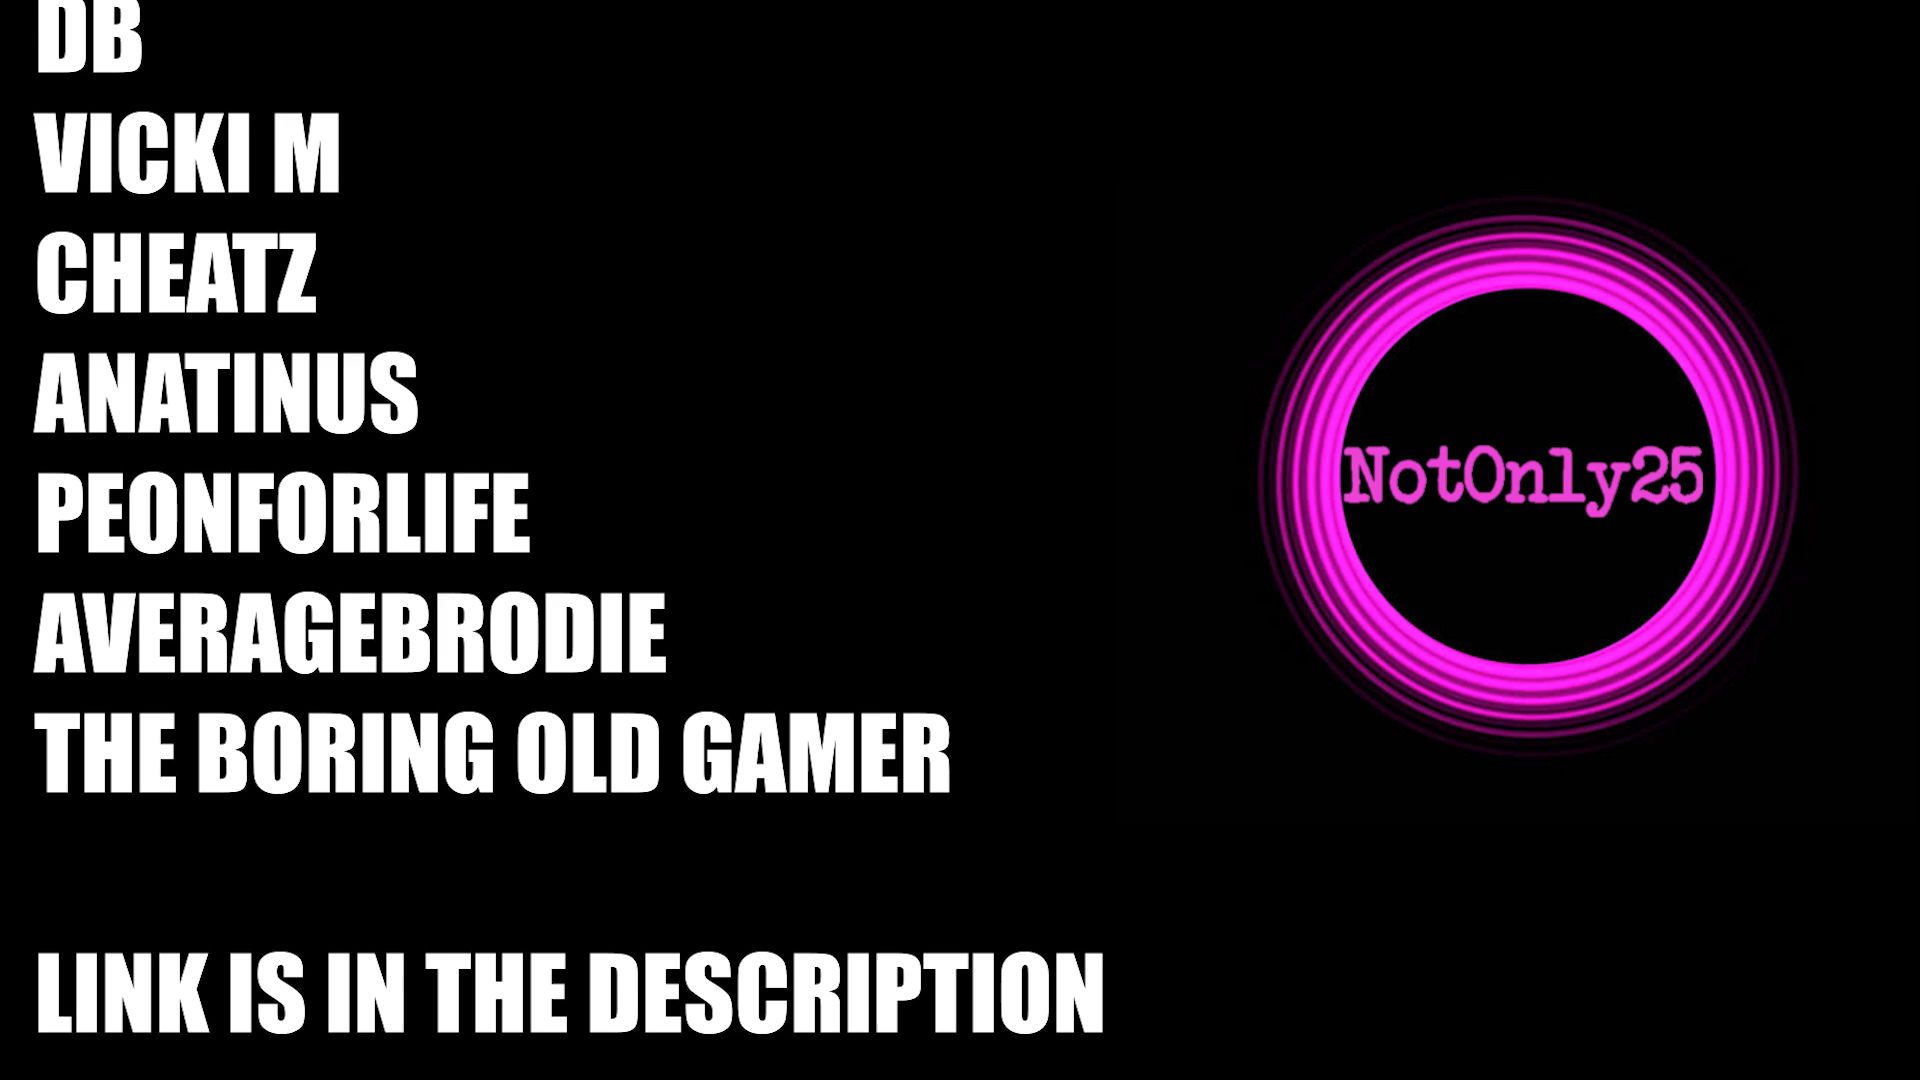 DB
VICKI M
CHEATZ
ANATINUS
PEONFORLIFE
AVERAGEBRODIE
THE BORING OLD GAMER
LINK IS IN THE DESCRIPTION
NotOnly25